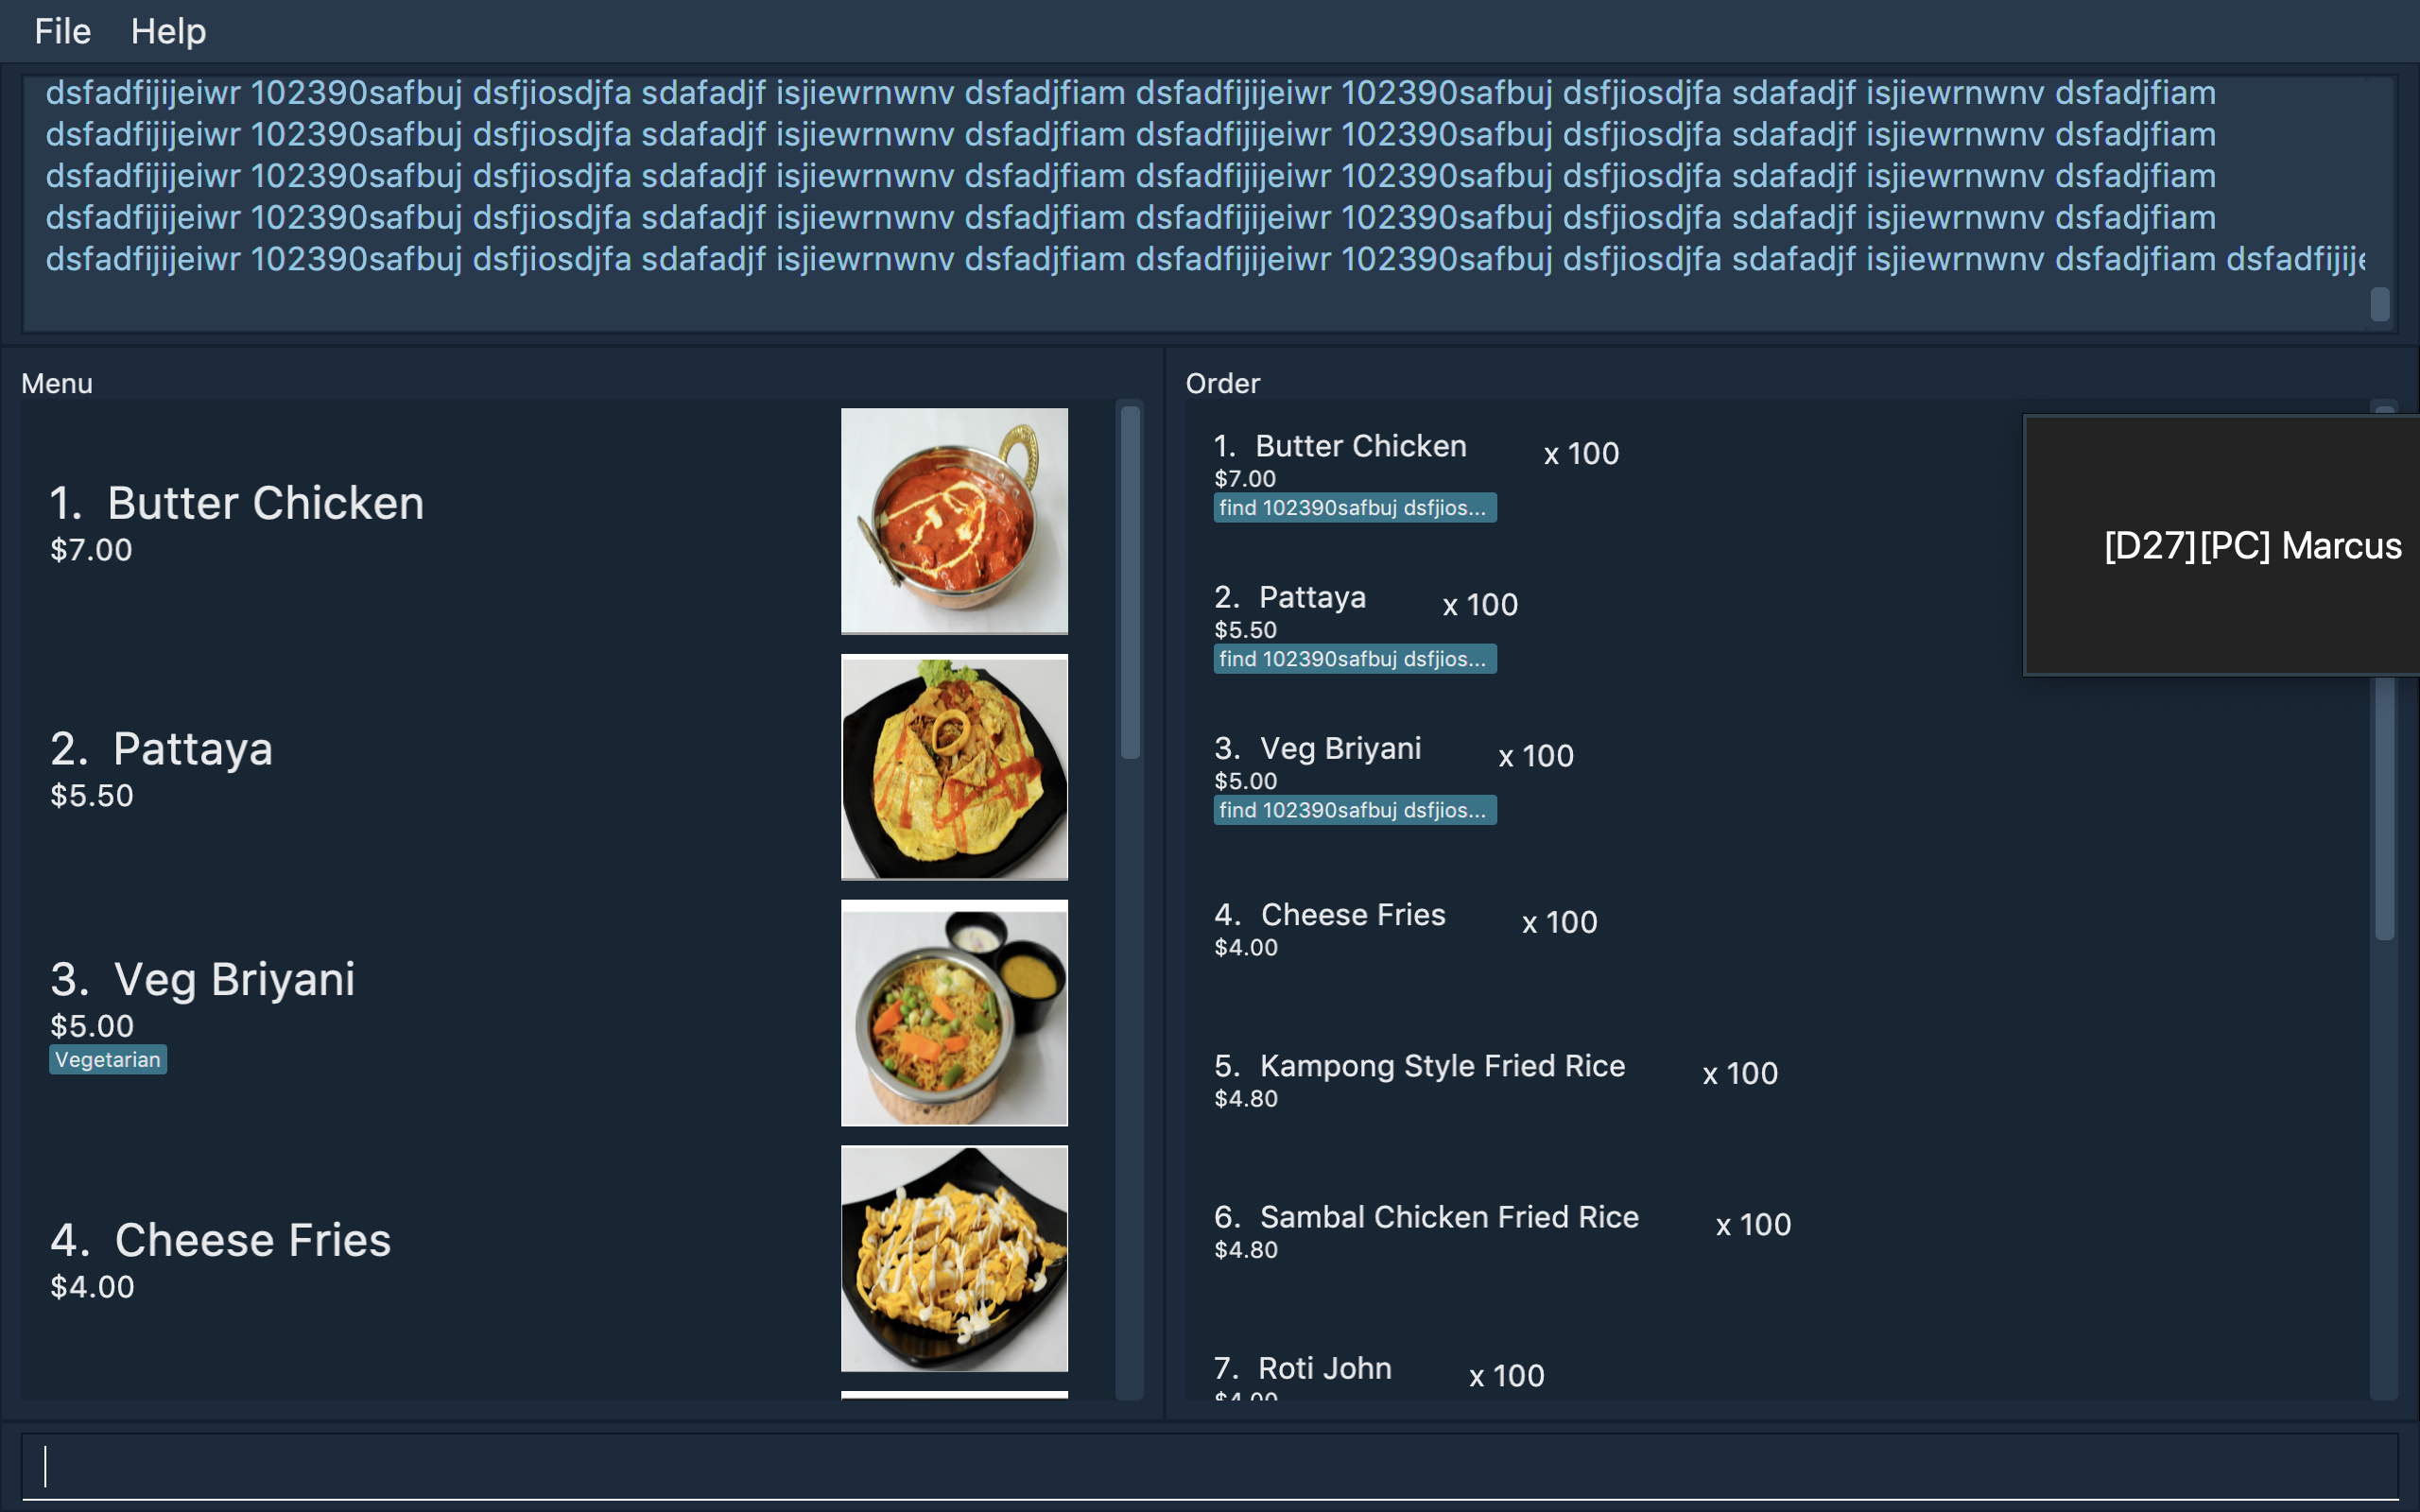 File Help
dsfadfijijeiwr 102390safbuj dsfjiosdjfa sdafadjf isjiewrnwnv dsfadjfiam dsfadfijijeiwr 102390safbuj dsfjiosdjfa sdafadjf isjiewrnwnv dsfadjfiam
dsfadfijijeiwr 102390safbuj dsfjiosdjfa sdafadjf isjiewrnwnv dsfadjfiam dsfadfijijeiwr 102390safbuj dsfjiosdjfa sdafadjf isjiewrnwnv dsfadjfiam
dsfadfijijeiwr 102390safbuj dsfjiosdjfa sdafadjf isjiewrnwnv dsfadjfiam dsfadfijijeiwr 102390safbuj dsfjiosdjfa sdafadjf isjiewrnwnv dsfadjfiam
dsfadfijijeiwr 102390safbuj dsfjiosdjfa sdafadjf isjiewrnwnv dsfadjfiam dsfadfijijeiwr 102390safbuj dsfjiosdjfa sdafadjf isjiewrnwnv dsfadjfiam
dsfadfijijeiwr 102390safbuj dsfjiosdjfa sdafadjf isjiewrnwnv dsfadjfiam dsfadfijijeiwr 102390safbuj dsfjiosdjfa sdafadjf isjiewrnwnv dsfadjfiam dsfadfijije
Menu
1. Butter Chicken
$7.00
2. Pattaya
$5.50
3. Veg Briyani
$5.00
Vegetarian
4. Cheese Fries
$4.00
Order
1. Butter Chicken x 100
$7.00
find 102390safbuj dsfjios...
2. Pattaya x 100
$5.50
find 102390safbuj dsfjios...
3. Veg Briyani x 100
$5.00
find 102390safbuj dsfjios...
4. Cheese Fries x 100
$4.00
5. Kampong Style Fried Rice x 100
$4.80
6. Sambal Chicken Fried Rice x 100
$4.80
7. Roti John x 100
$4.00
[D27][PC] Marcus